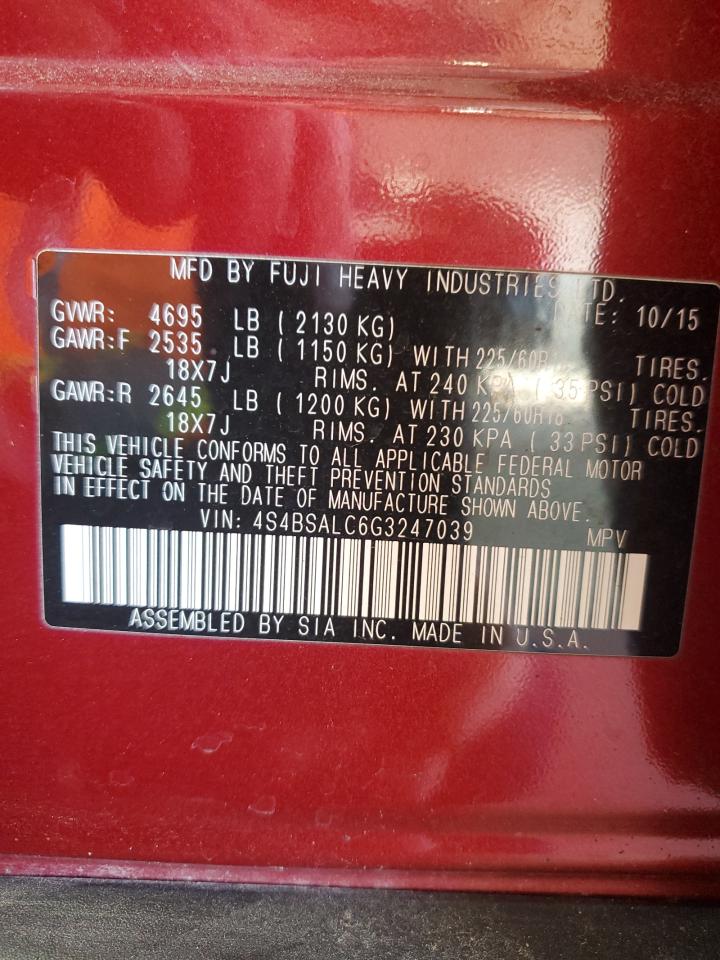 MFD BY FUJI HEAVY INDUSTRIES LTD.
DATE: 10/15
GVWR: 4695 LB ( 2130 KG)
GAWR:F 2535 LB ( 1150 KG) WITH 225/60R TIRES.
18X7J RIMS. AT 240 KPA ( 35 PSI) COLD
GAWR:R 2645 LB ( 1200 KG) WITH 225/60R18 TIRES.
18X7J RIMS. AT 230 KPA ( 33 PSI) COLD
THIS VEHICLE CONFORMS TO ALL APPLICABLE FEDERAL MOTOR
VEHICLE SAFETY AND THEFT PREVENTION STANDARDS
IN EFFECT ON THE DATE OF MANUFACTURE SHOWN ABOVE.
VIN: 4S4BSALC6G3247039 MPV
ASSEMBLED BY SIA INC. MADE IN U.S.A.